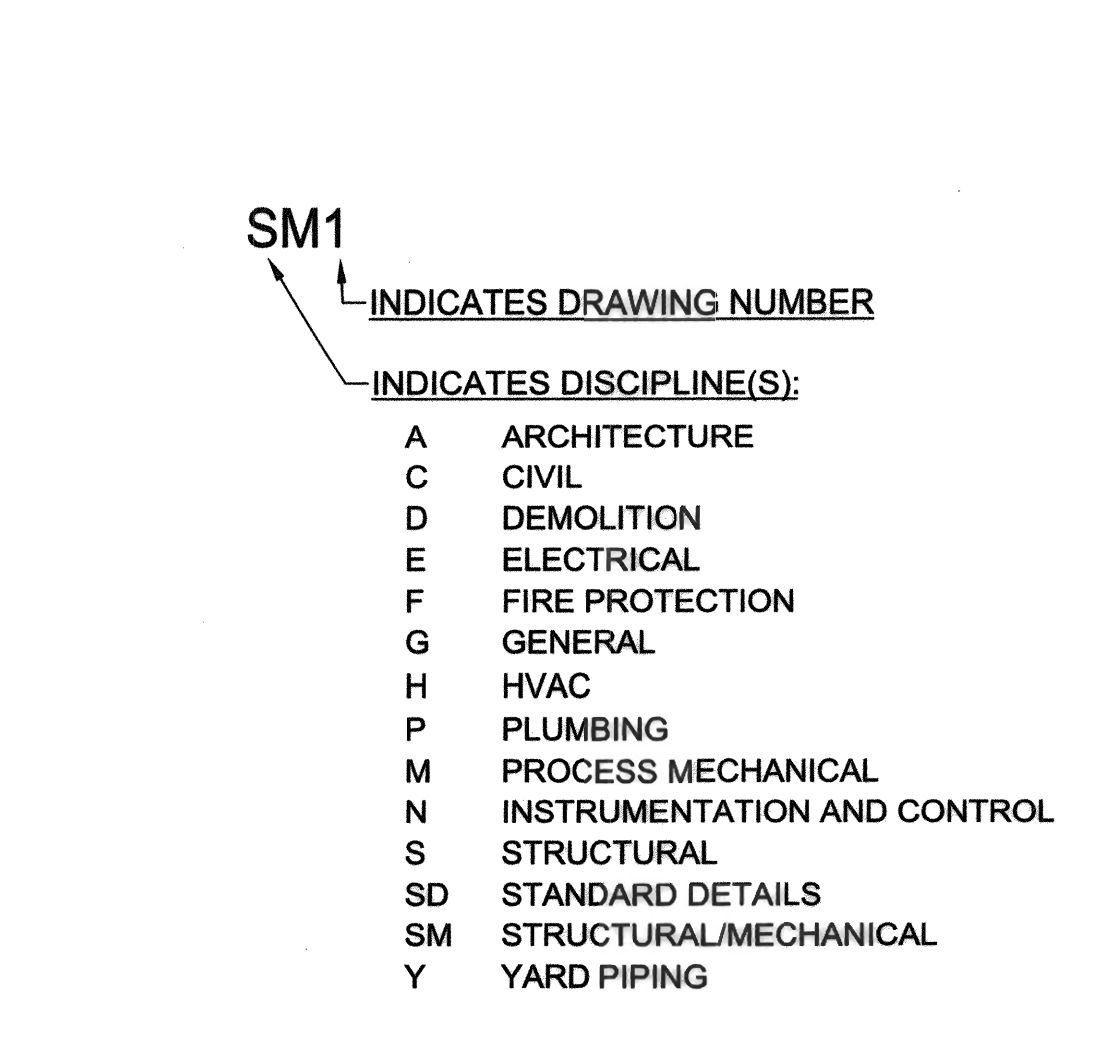 SM1
INDICATES DRAWING NUMBER
INDICATES DISCIPLINE(S):
A ARCHITECTURE
C CIVIL
D DEMOLITION
E ELECTRICAL
F FIRE PROTECTION
G GENERAL
H HVAC
P PLUMBING
M PROCESS MECHANICAL
N INSTRUMENTATION AND CONTROL
S STRUCTURAL
SD STANDARD DETAILS
SM STRUCTURAL/MECHANICAL
Y YARD PIPING